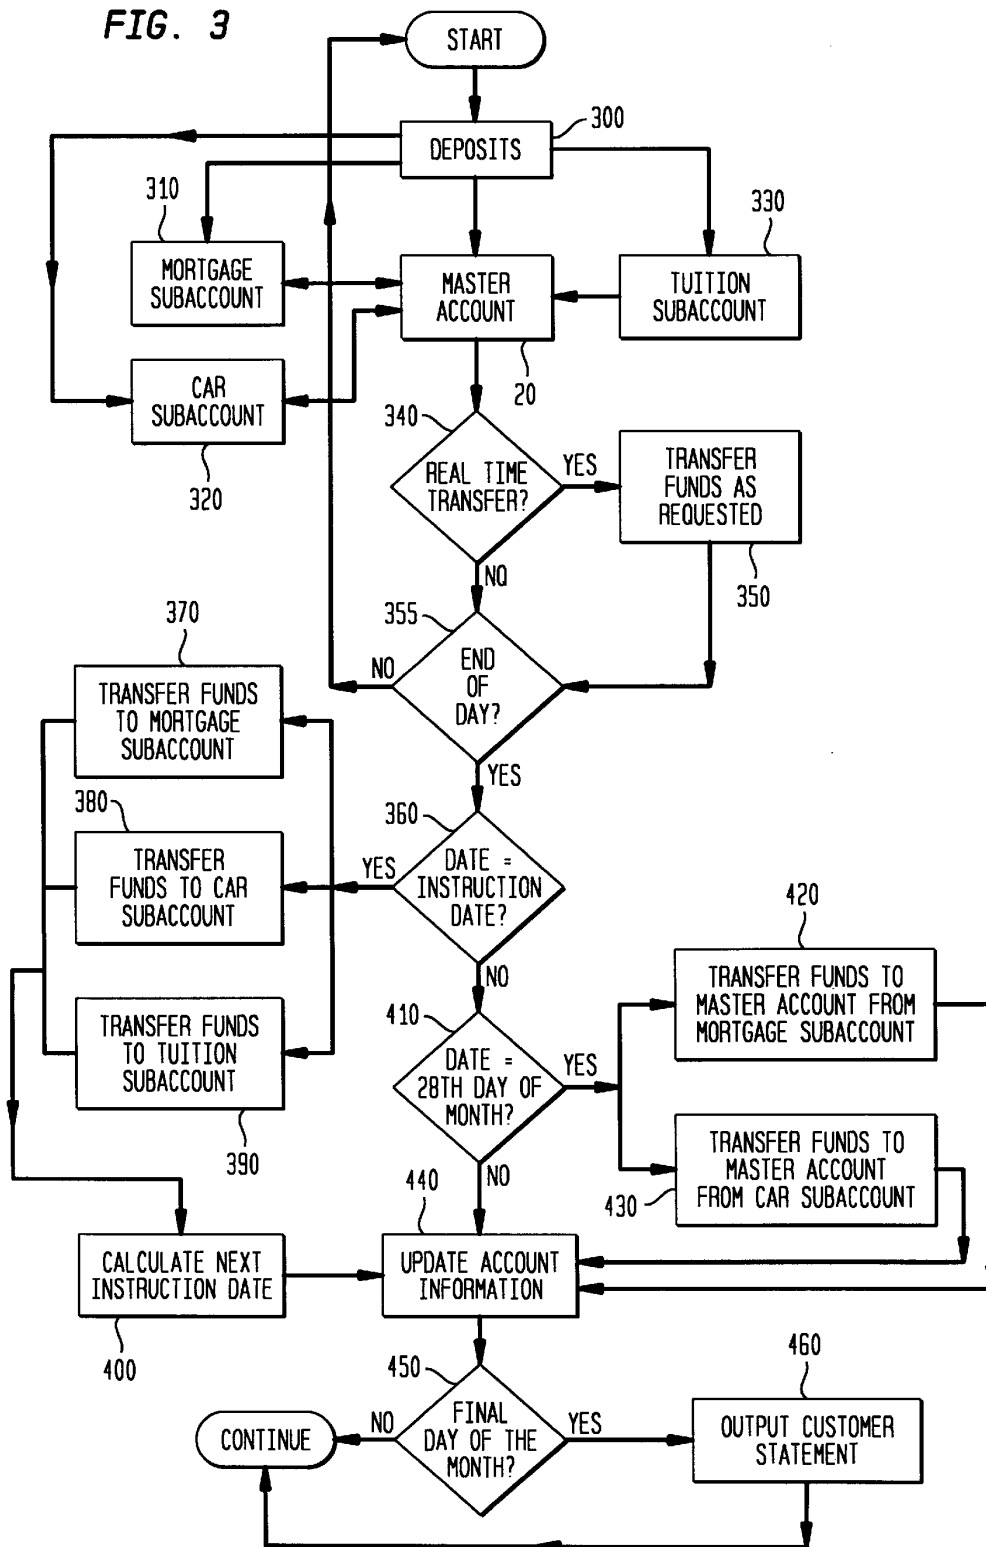 FIG. 3
START
300
DEPOSITS
310
330
MORTGAGE
SUBACCOUNT
MASTER
ACCOUNT
TUITION
SUBACCOUNT
20
CAR
SUBACCOUNT
320
340
REAL TIME
TRANSFER?
YES
TRANSFER
FUNDS AS
REQUESTED
350
NO
355
END
OF
DAY?
NO
YES
370
TRANSFER FUNDS
TO MORTGAGE
SUBACCOUNT
380
TRANSFER
FUNDS TO CAR
SUBACCOUNT
360
DATE =
INSTRUCTION
DATE?
YES
NO
TRANSFER FUNDS
TO TUITION
SUBACCOUNT
390
410
DATE =
28TH DAY OF
MONTH?
YES
NO
420
TRANSFER FUNDS TO
MASTER ACCOUNT FROM
MORTGAGE SUBACCOUNT
TRANSFER FUNDS TO
MASTER ACCOUNT
FROM CAR SUBACCOUNT
430
440
CALCULATE NEXT
INSTRUCTION DATE
400
UPDATE ACCOUNT
INFORMATION
450
FINAL
DAY OF THE
MONTH?
NO
YES
CONTINUE
460
OUTPUT CUSTOMER
STATEMENT